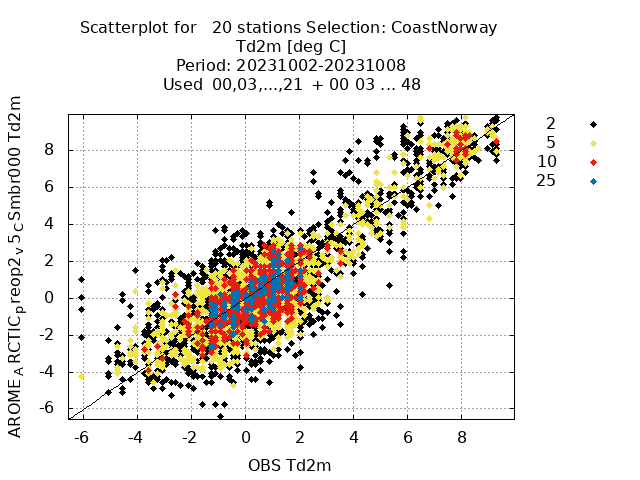 Scatterplot for 20 stations Selection: CoastNorway
Td2m [deg C]
Period: 20231002-20231008
Used 00,03,...,21 + 00 03 ... 48
AROME_ARCTIC_preop2_v_5_CSmbr000 Td2m
2
5
10
25
8
6
4
2
0
-2
-4
-6
-6 -4 -2 0 2 4 6 8
OBS Td2m